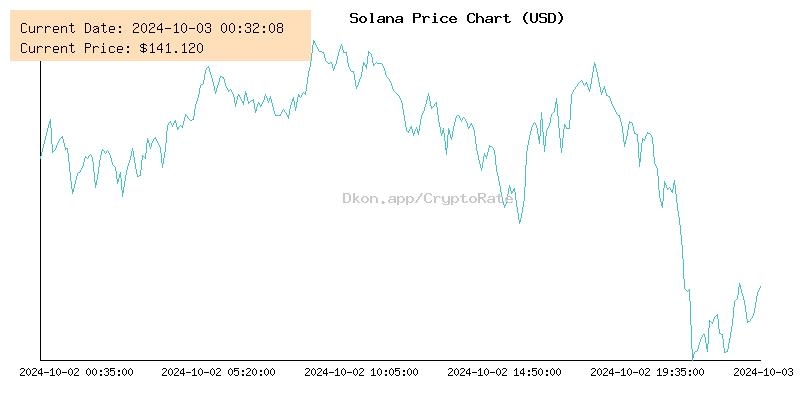 Solana Price Chart (USD)
Current Date: 2024-10-03 00:32:08
Current Price: $141.120
Dkon.app/CryptoRate
2024-10-02 00:35:00 2024-10-02 05:20:00 2024-10-02 10:05:00 2024-10-02 14:50:00 2024-10-02 19:35:00 2024-10-03